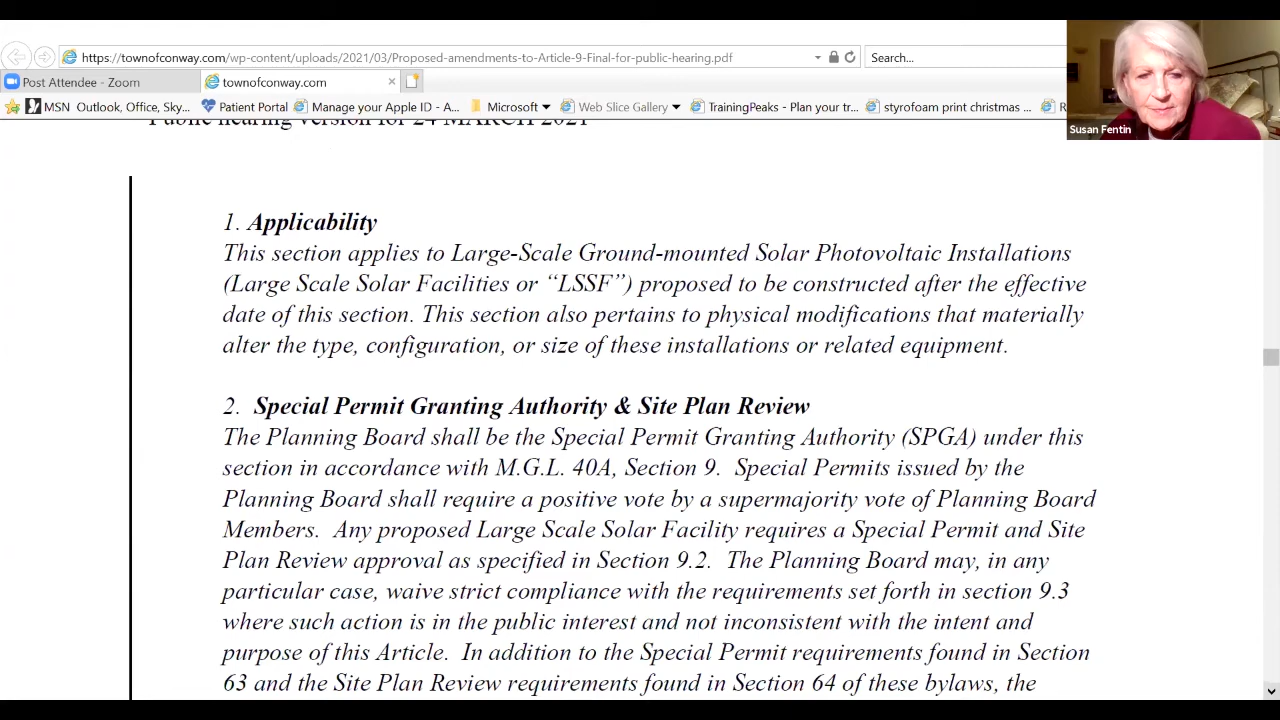 https://townofconway.com/wp-content/uploads/2021/03/Proposed-amendments-to-Article-9-Final-for-public-hearing.pdf
Search...
Post Attendee - Zoom
townofconway.com
MSN
Outlook, Office, Sky...
Patient Portal
Manage your Apple ID - A...
Microsoft
Web Slice Gallery
TrainingPeaks - Plan your tr...
styrofoam print christmas ...
Susan Fentin
Public hearing version for 24 MARCH 2021
1. Applicability
This section applies to Large-Scale Ground-mounted Solar Photovoltaic Installations
(Large Scale Solar Facilities or “LSSF”) proposed to be constructed after the effective
date of this section. This section also pertains to physical modifications that materially
alter the type, configuration, or size of these installations or related equipment.
2. Special Permit Granting Authority & Site Plan Review
The Planning Board shall be the Special Permit Granting Authority (SPGA) under this
section in accordance with M.G.L. 40A, Section 9. Special Permits issued by the
Planning Board shall require a positive vote by a supermajority vote of Planning Board
Members. Any proposed Large Scale Solar Facility requires a Special Permit and Site
Plan Review approval as specified in Section 9.2. The Planning Board may, in any
particular case, waive strict compliance with the requirements set forth in section 9.3
where such action is in the public interest and not inconsistent with the intent and
purpose of this Article. In addition to the Special Permit requirements found in Section
63 and the Site Plan Review requirements found in Section 64 of these bylaws, the